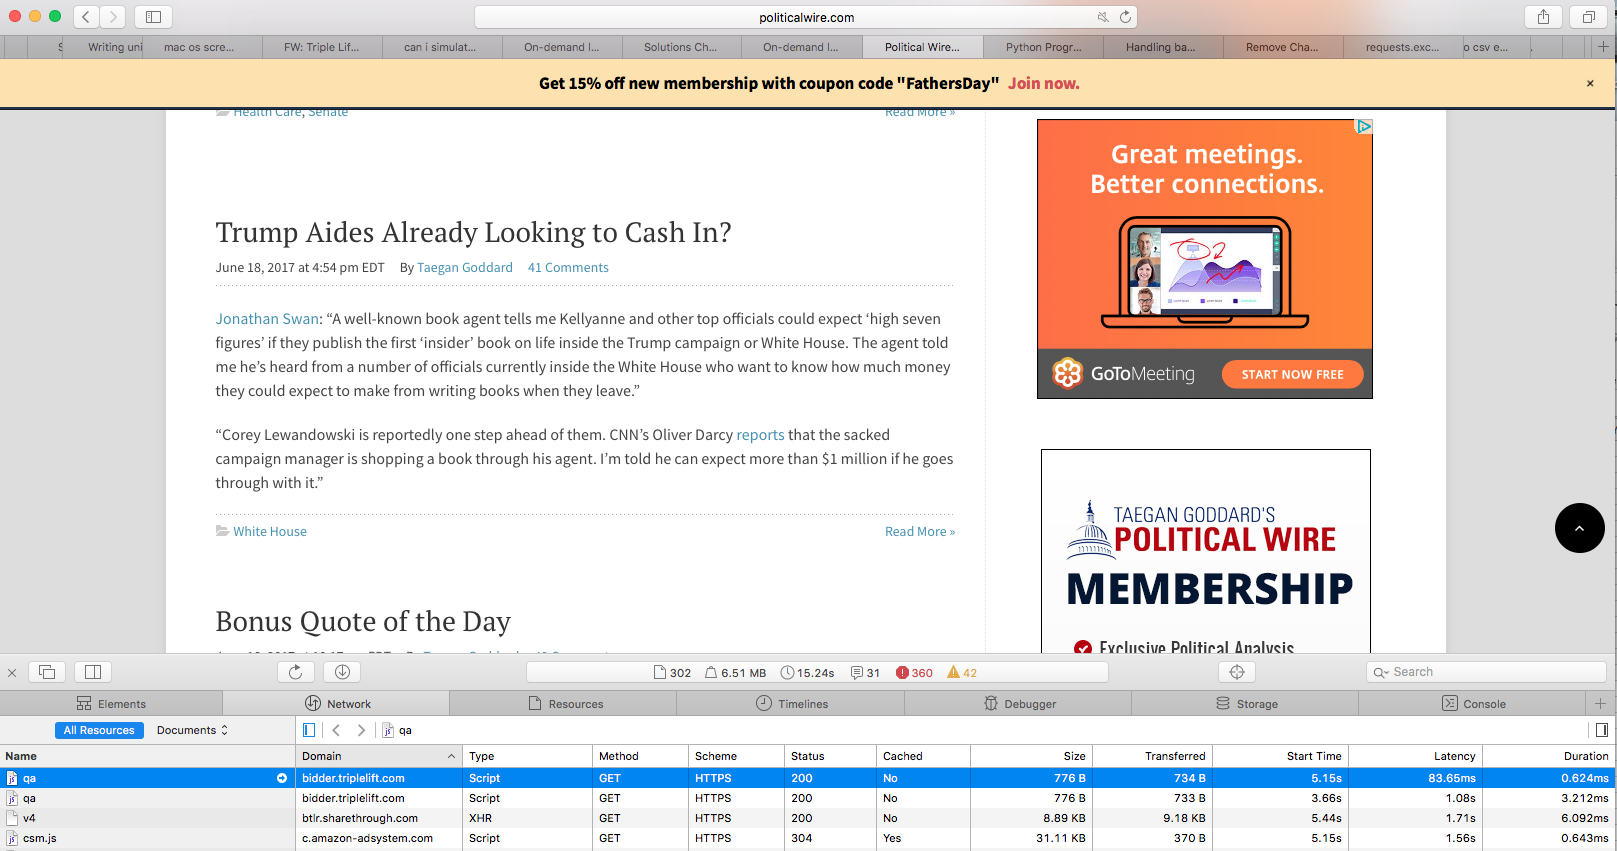 politicalwire.com
S
Writing uni
mac os scre...
FW: Triple Lif...
can i simulat...
On-demand I...
Solutions Ch...
On-demand I...
Political Wire...
Python Progr...
Handling ba...
Remove Cha...
requests.exc...
o csv e...
Get 15% off new membership with coupon code "FathersDay" Join now. ×
Health Care, Senate Read More »
Trump Aides Already Looking to Cash In?
June 18, 2017 at 4:54 pm EDT By Taegan Goddard 41 Comments
Jonathan Swan: “A well-known book agent tells me Kellyanne and other top officials could expect ‘high seven
figures’ if they publish the first ‘insider’ book on life inside the Trump campaign or White House. The agent told
me he’s heard from a number of officials currently inside the White House who want to know how much money
they could expect to make from writing books when they leave.”
“Corey Lewandowski is reportedly one step ahead of them. CNN’s Oliver Darcy reports that the sacked
campaign manager is shopping a book through his agent. I’m told he can expect more than $1 million if he goes
through with it.”
White House Read More »
Bonus Quote of the Day
Great meetings.
Better connections.
GoToMeeting START NOW FREE
TAEGAN GODDARD'S
POLITICAL WIRE
MEMBERSHIP
Exclusive Political Analysis
302 6.51 MB 15.24s 31 360 42 Search
Elements Network Resources Timelines Debugger Storage Console
All Resources Documents qa
Name Domain Type Method Scheme Status Cached Size Transferred Start Time Latency Duration
qa bidder.triplelift.com Script GET HTTPS 200 No 776 B 734 B 5.15s 83.65ms 0.624ms
qa bidder.triplelift.com Script GET HTTPS 200 No 776 B 733 B 3.66s 1.08s 3.212ms
v4 btlr.sharethrough.com XHR GET HTTPS 200 No 8.89 KB 9.18 KB 5.44s 1.71s 6.092ms
csm.js c.amazon-adsystem.com Script GET HTTPS 304 Yes 31.11 KB 370 B 5.15s 1.56s 0.643ms